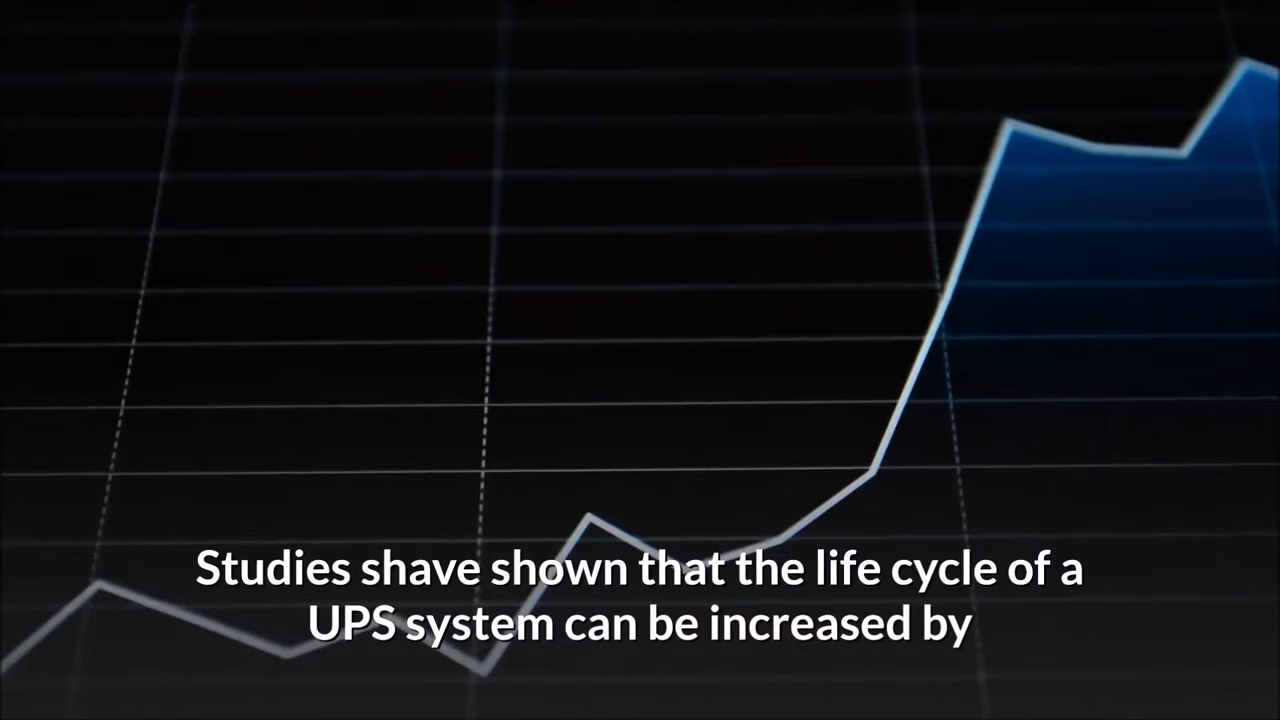 Studies shave shown that the life cycle of a
UPS system can be increased by